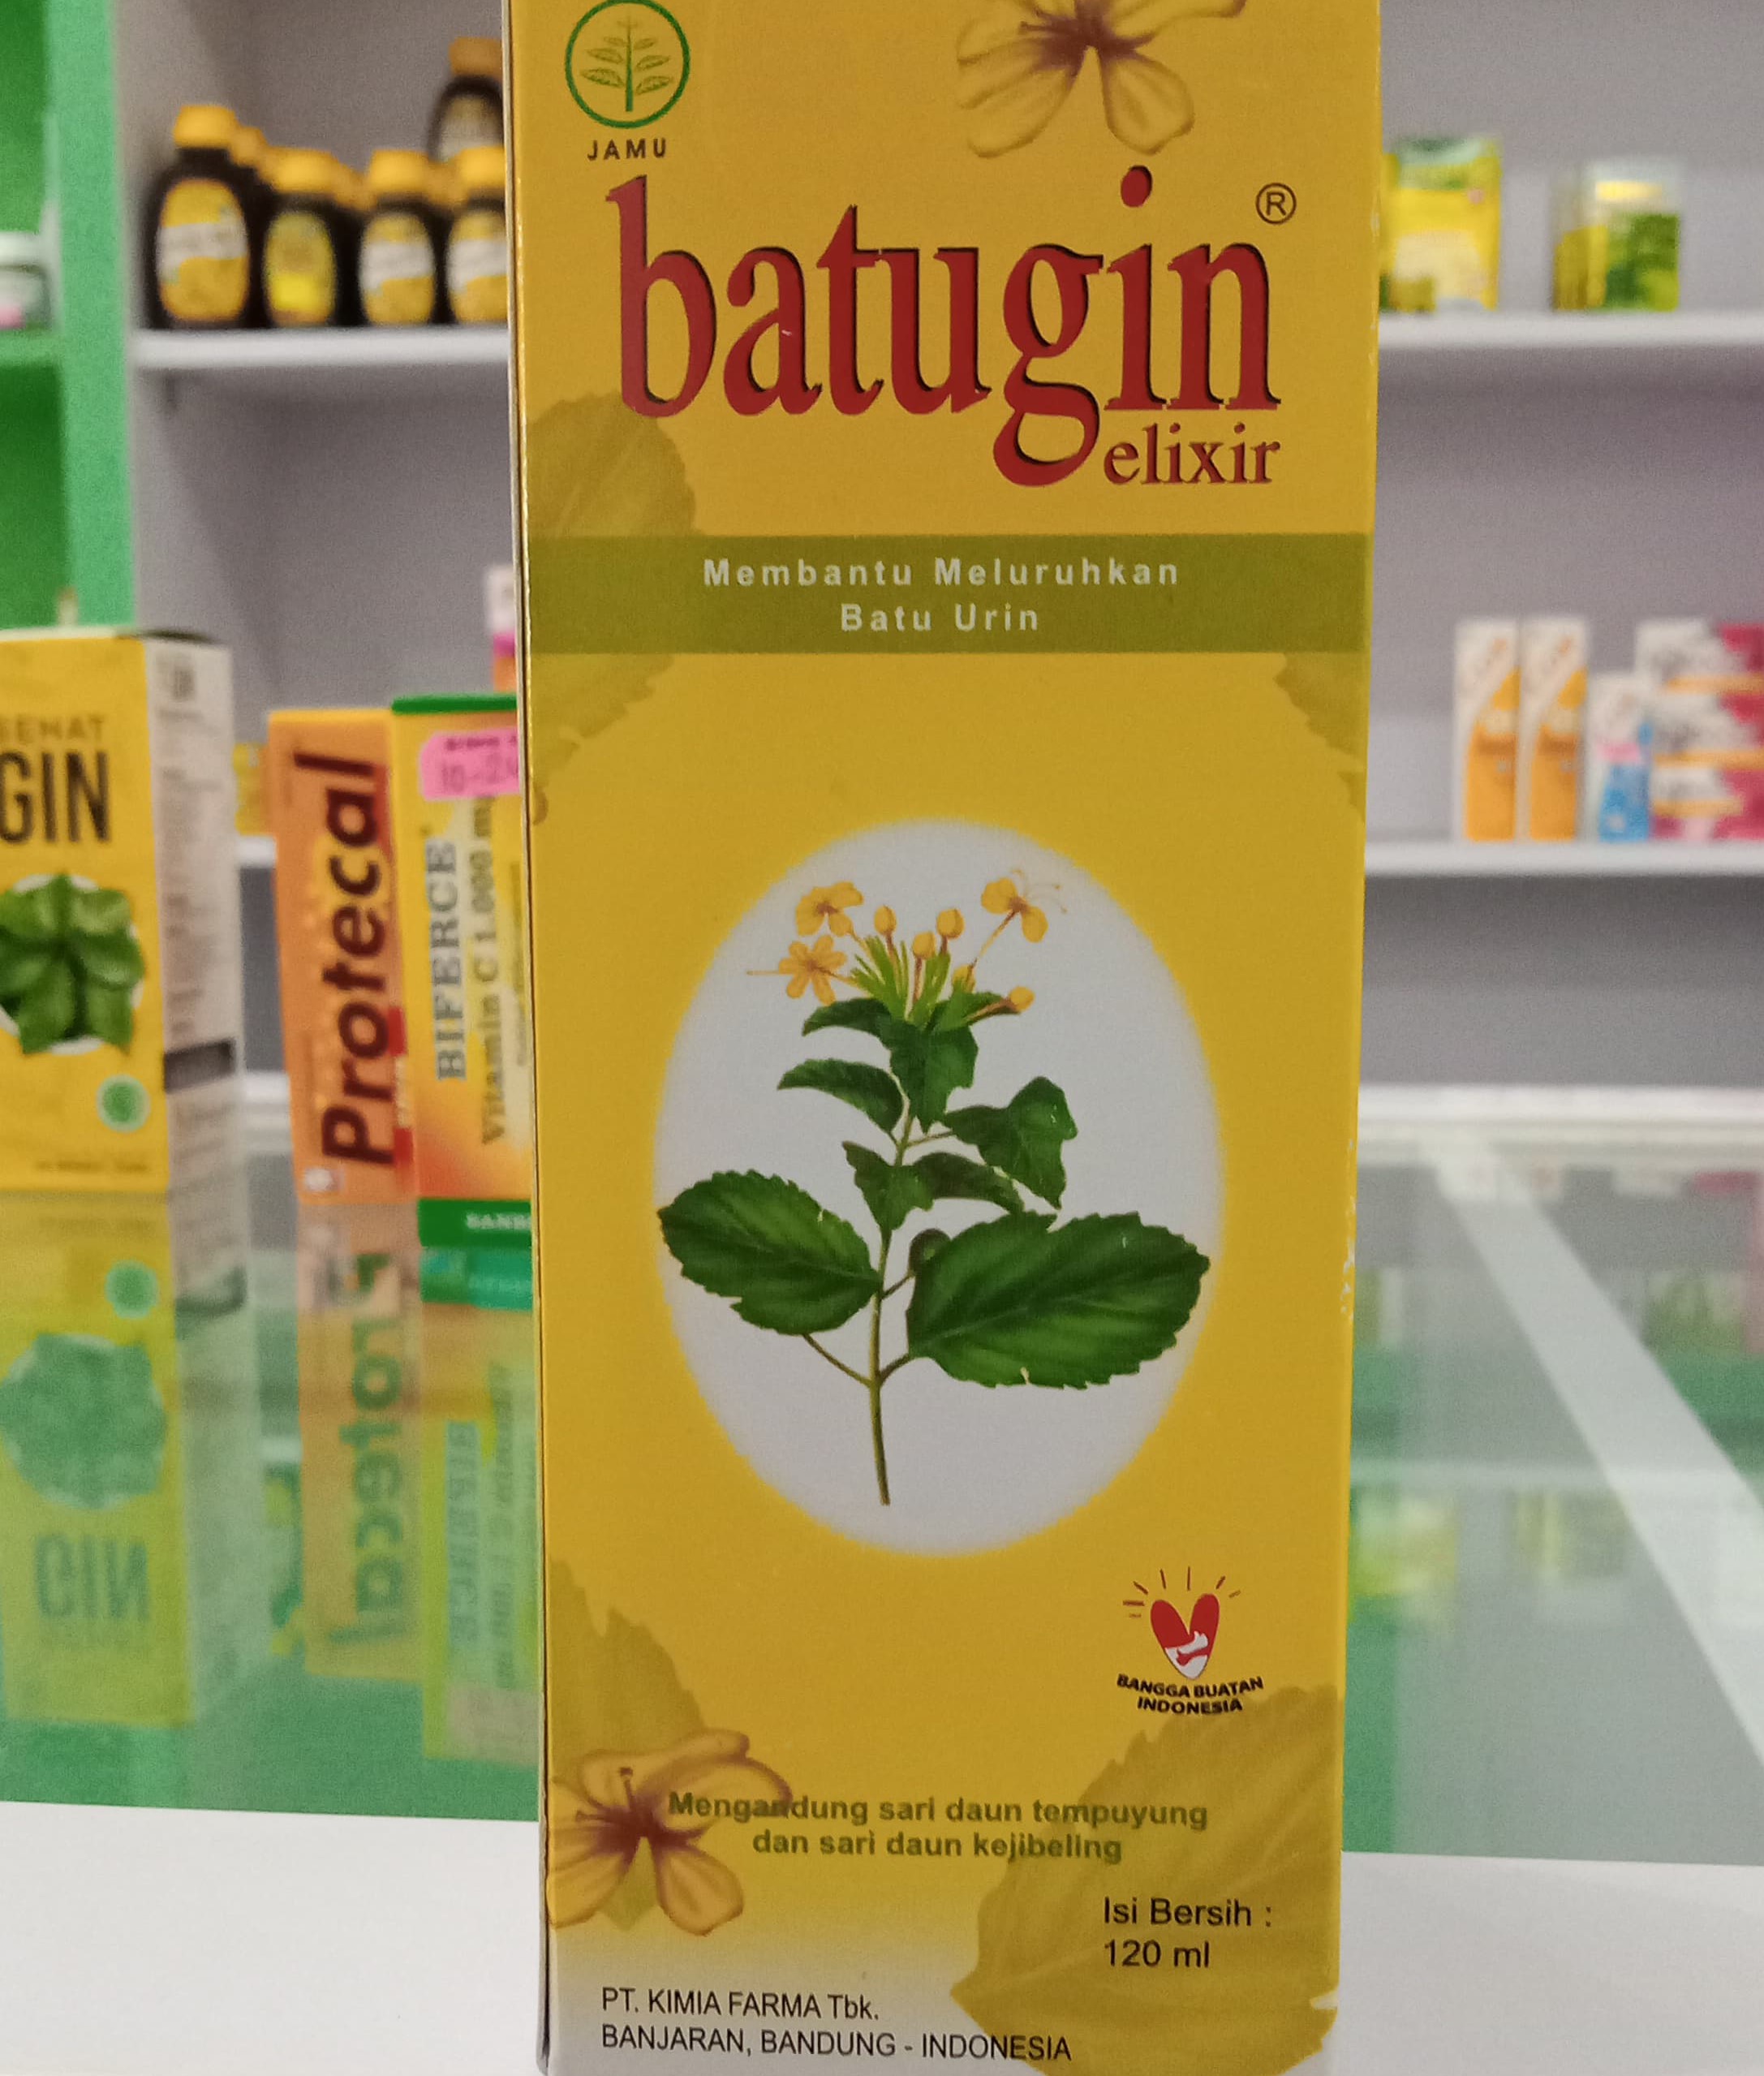 JAMU
batugin®
elixir
Membantu Meluruhkan
Batu Urin
BANGGA BUATAN
INDONESIA
Mengandung sari daun tempuyung
dan sari daun kejibeling
Isi Bersih :
120 ml
PT. KIMIA FARMA Tbk.
BANJARAN, BANDUNG - INDONESIA
GIN
Protecal
BIFERCE
Vitamin C 1.000